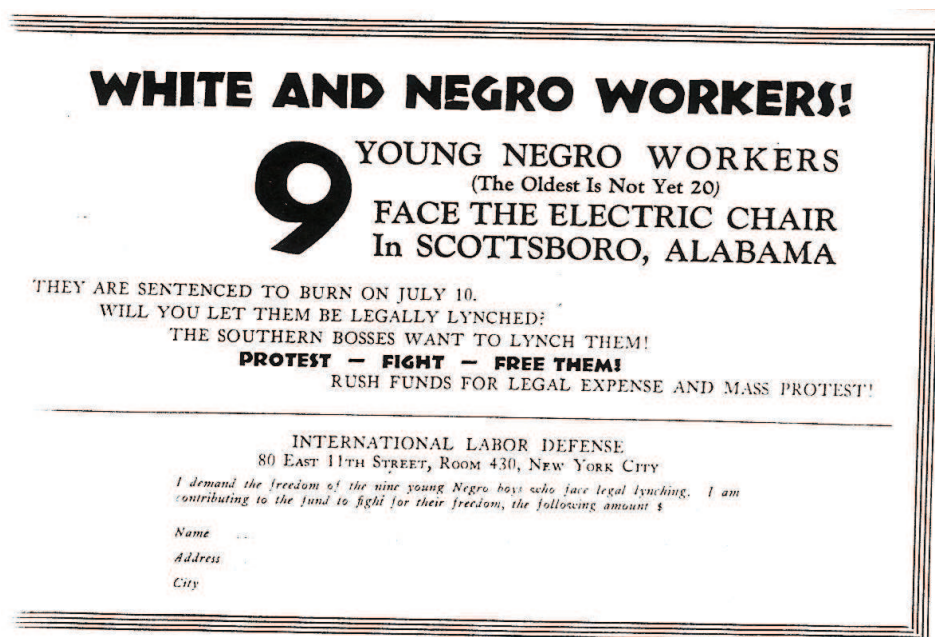 WHITE AND NEGRO WORKERS!
9
YOUNG NEGRO WORKERS
(The Oldest Is Not Yet 20)
FACE THE ELECTRIC CHAIR
In SCOTTSBORO, ALABAMA
THEY ARE SENTENCED TO BURN ON JULY 10.
WILL YOU LET THEM BE LEGALLY LYNCHED?
THE SOUTHERN BOSSES WANT TO LYNCH THEM!
PROTEST — FIGHT — FREE THEM!
RUSH FUNDS FOR LEGAL EXPENSE AND MASS PROTEST!
INTERNATIONAL LABOR DEFENSE
80 EAST 11TH STREET, ROOM 430, NEW YORK CITY
I demand the freedom of the nine young Negro boys who face legal lynching. I am
contributing to the fund to fight for their freedom, the following amount $
Name
Address
City